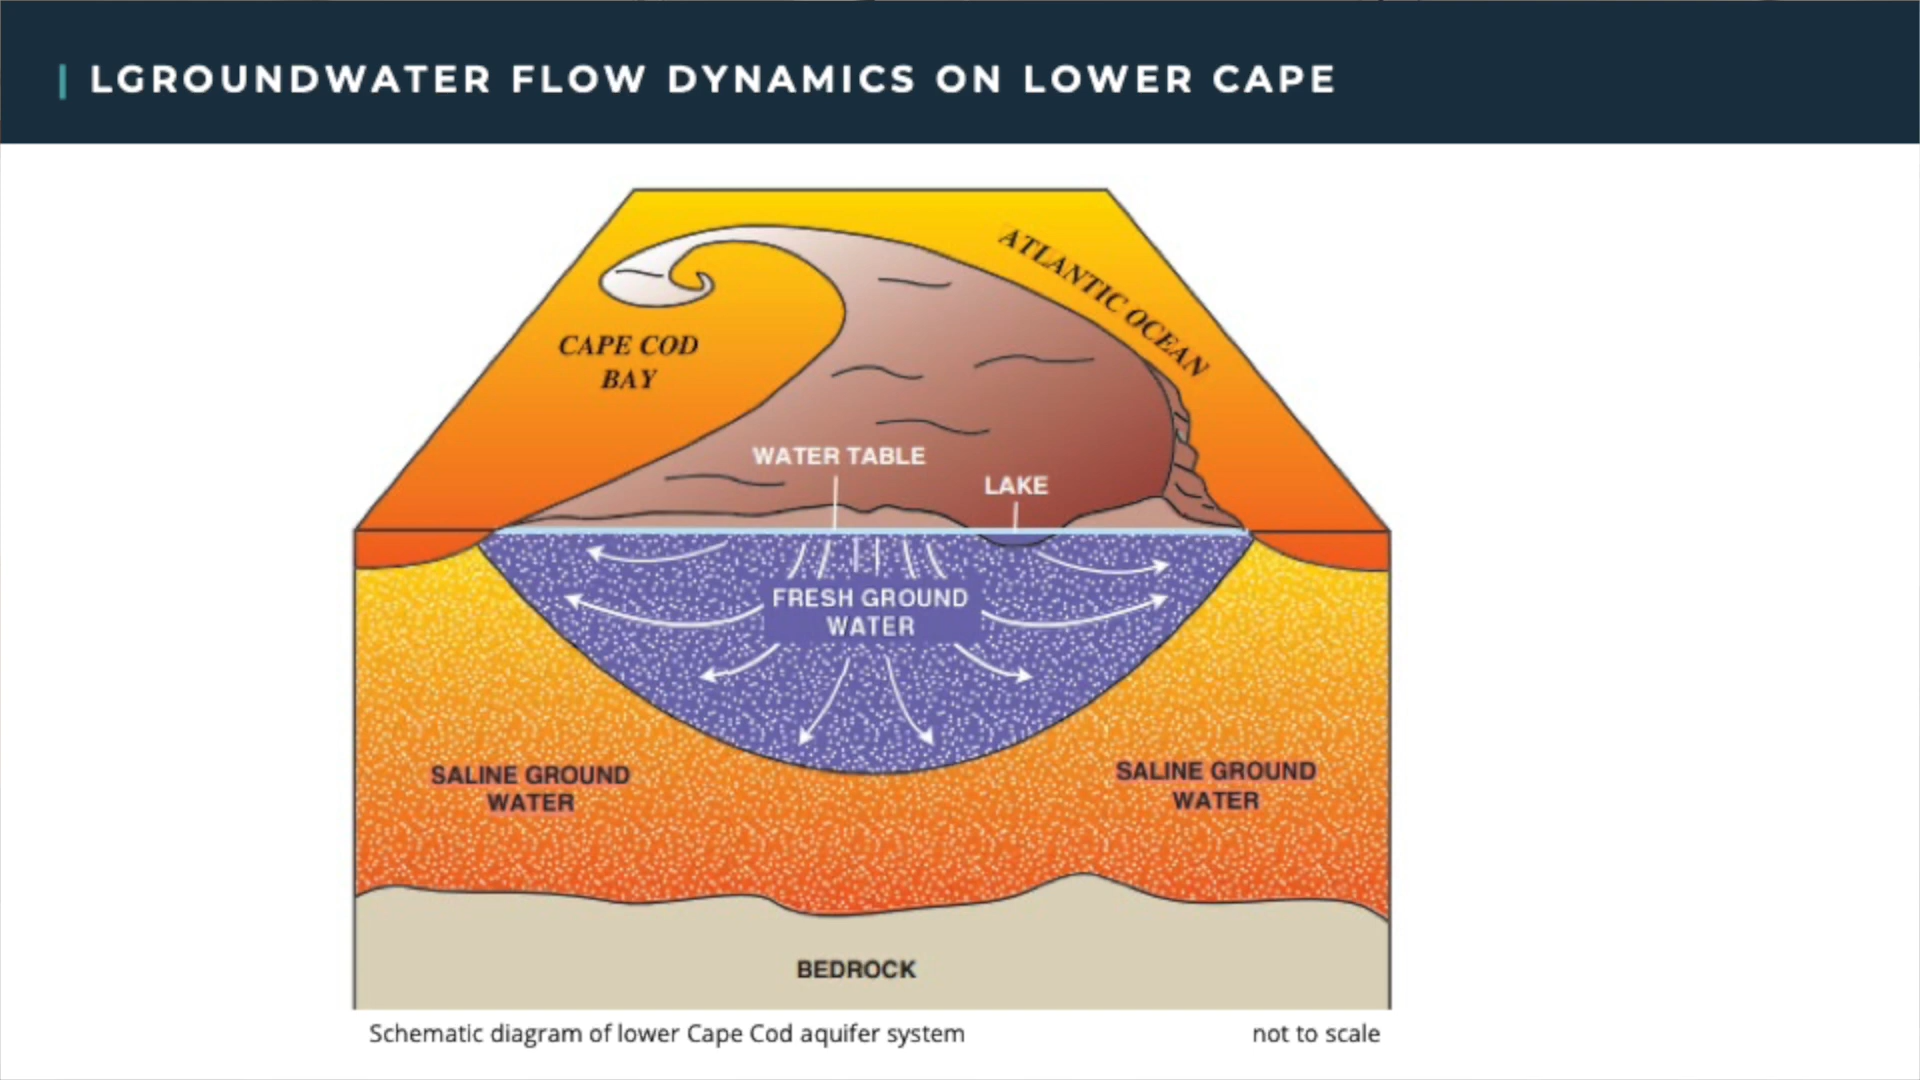 LGROUNDWATER FLOW DYNAMICS ON LOWER CAPE
ATLANTIC OCEAN
CAPE COD
BAY
WATER TABLE
LAKE
FRESH GROUND
WATER
SALINE GROUND
WATER
SALINE GROUND
WATER
BEDROCK
Schematic diagram of lower Cape Cod aquifer system
not to scale